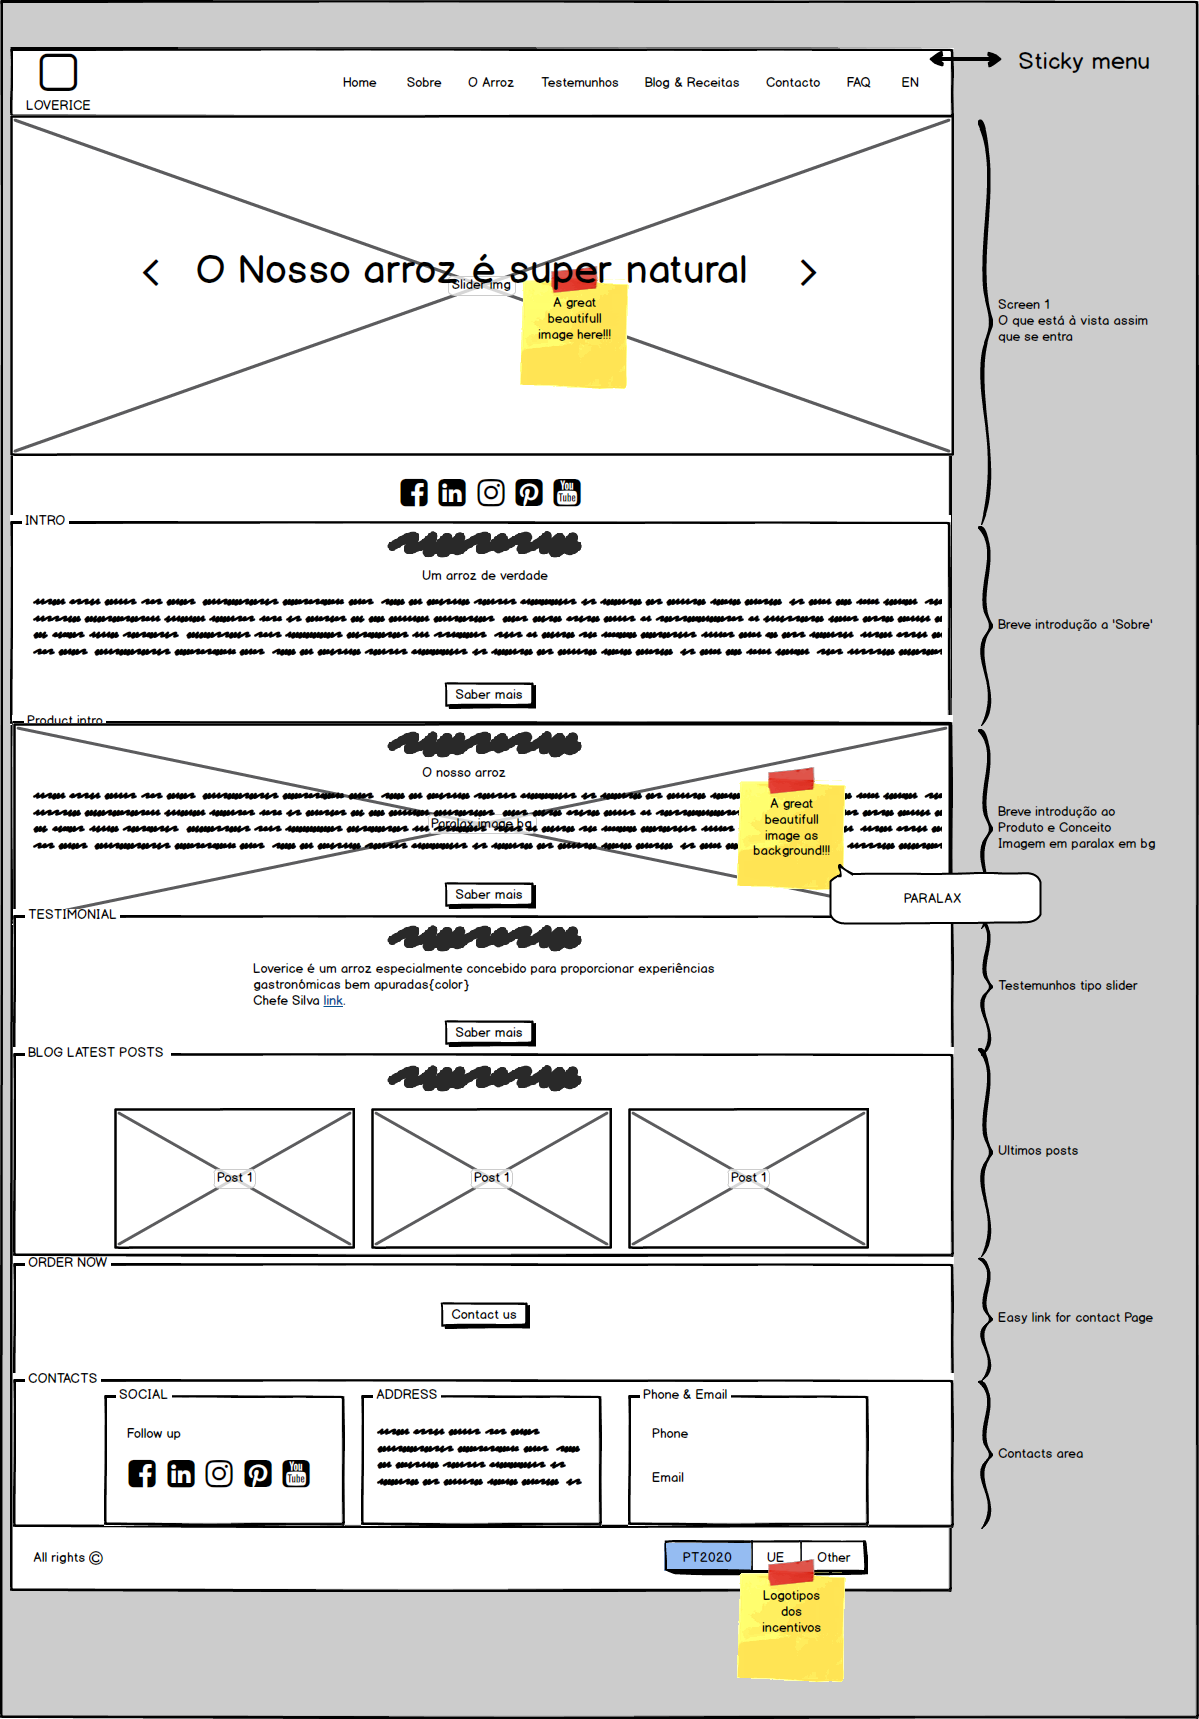 Sticky menu
LOVERICE
Home Sobre O Arroz Testemunhos Blog & Receitas Contacto FAQ EN
O Nosso arroz é super natural
Slider img
A great
beautifull
image here!!!
Screen 1
O que está à vista assim
que se entra
You
Tube
INTRO
Um arroz de verdade
Breve introdução a 'Sobre'
Saber mais
Product intro
O nosso arroz
Paralax image bg
A great
beautifull
image as
background!!!
Breve introdução ao
Produto e Conceito
Imagem em paralax em bg
Saber mais
PARALAX
TESTIMONIAL
Loverice é um arroz especialmente concebido para proporcionar experiências
gastronómicas bem apuradas{color}
Chefe Silva link.
Testemunhos tipo slider
Saber mais
BLOG LATEST POSTS
Post 1 Post 1 Post 1
Ultimos posts
ORDER NOW
Contact us
Easy link for contact Page
CONTACTS
SOCIAL
Follow up
You
Tube
ADDRESS
Phone & Email
Phone
Email
Contacts area
All rights ©
PT2020 UE Other
Logotipos
dos
incentivos